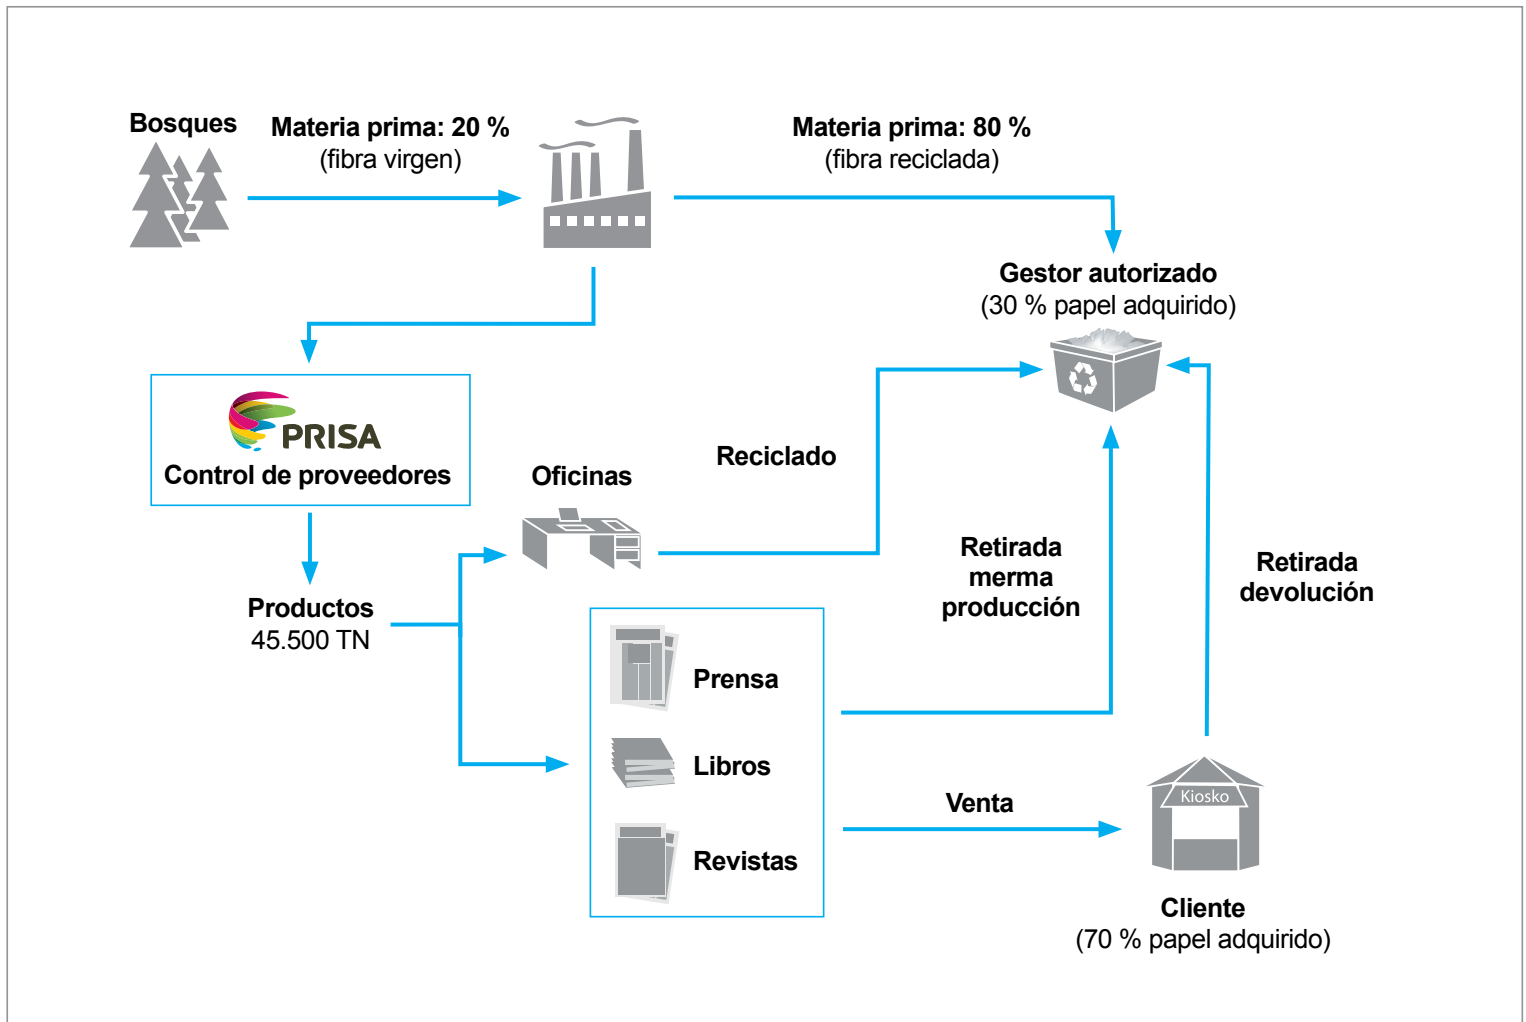 Bosques
Materia prima: 20 %
(fibra virgen)
Materia prima: 80 %
(fibra reciclada)
Gestor autorizado
(30 % papel adquirido)
PRISA
Control de proveedores
Reciclado
Oficinas
Retirada
merma
producción
Retirada
devolución
Productos
45.500 TN
Prensa
Libros
Revistas
Venta
Kiosko
Cliente
(70 % papel adquirido)